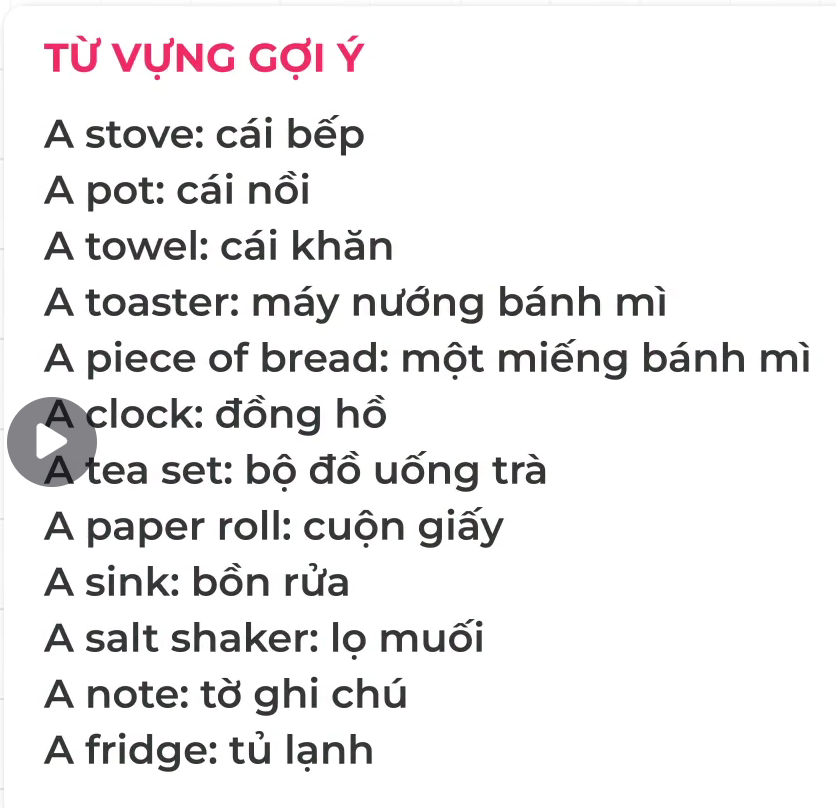 TỪ VỰNG GỢI Ý
A stove: cái bếp
A pot: cái nồi
A towel: cái khăn
A toaster: máy nướng bánh mì
A piece of bread: một miếng bánh mì
A clock: đồng hồ
A tea set: bộ đồ uống trà
A paper roll: cuộn giấy
A sink: bồn rửa
A salt shaker: lọ muối
A note: tờ ghi chú
A fridge: tủ lạnh